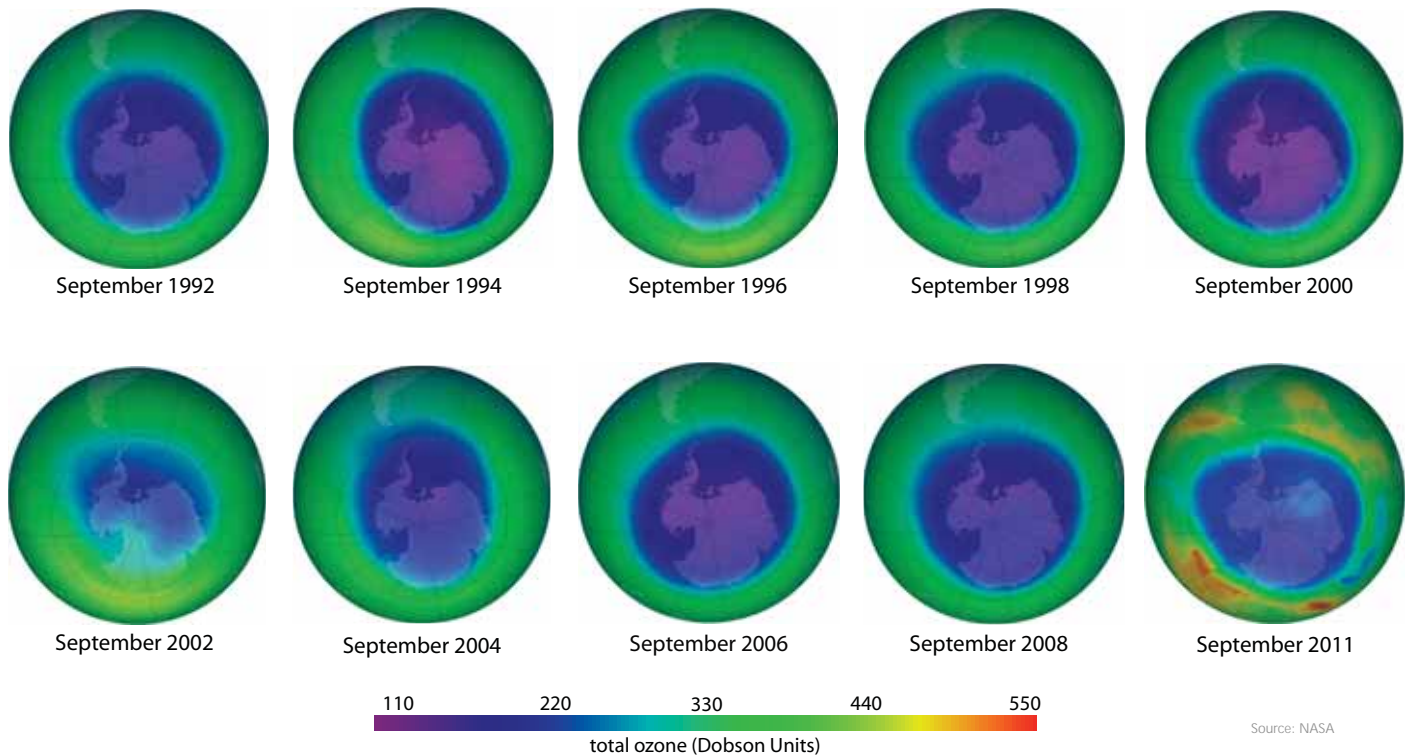 September 1992
September 1994
September 1996
September 1998
September 2000
September 2002
September 2004
September 2006
September 2008
September 2011
110 220 330 440 550
total ozone (Dobson Units)
Source: NASA